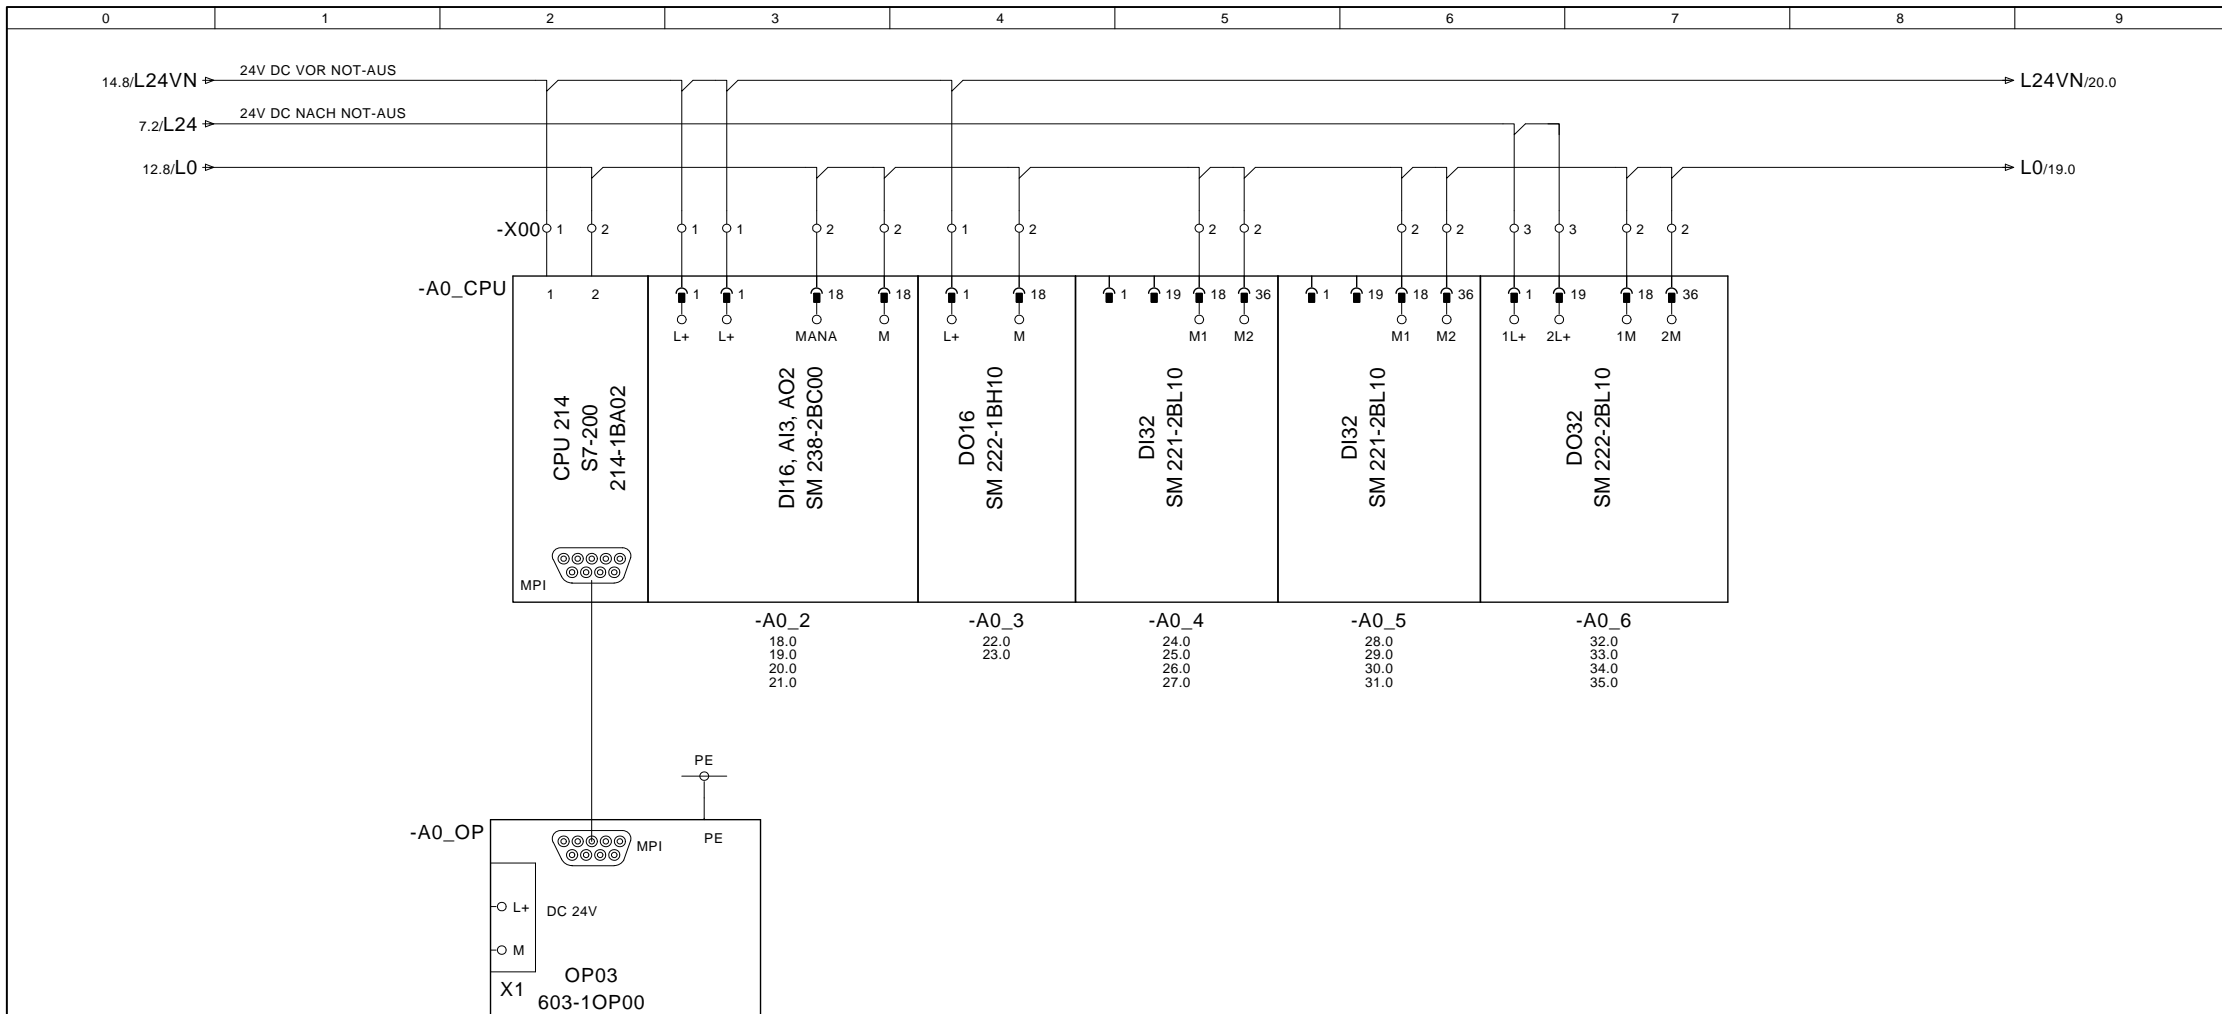 0 1 2 3 4 5 6 7 8 9
14.8/L24VN 24V DC VOR NOT-AUS L24VN/20.0
7.2/L24 24V DC NACH NOT-AUS
12.8/L0 L0/19.0
-X00 1 2 1 1 2 2 1 2 2 2 2 2 3 3 2 2
-A0_CPU 1 2 1 1 18 18 1 18 1 19 18 36 1 19 18 36 1 19 18 36
L+ L+ MANA M L+ M M1 M2 M1 M2 1L+ 2L+ 1M 2M
CPU 214
S7-200
214-1BA02
DI16, AI3, AO2
SM 238-2BC00
DO16
SM 222-1BH10
DI32
SM 221-2BL10
DI32
SM 221-2BL10
DO32
SM 222-2BL10
MPI
-A0_2
18.0
19.0
20.0
21.0
-A0_3
22.0
23.0
-A0_4
24.0
25.0
26.0
27.0
-A0_5
28.0
29.0
30.0
31.0
-A0_6
32.0
33.0
34.0
35.0
PE
-A0_OP MPI PE
L+ DC 24V
M
X1 OP03
603-1OP00